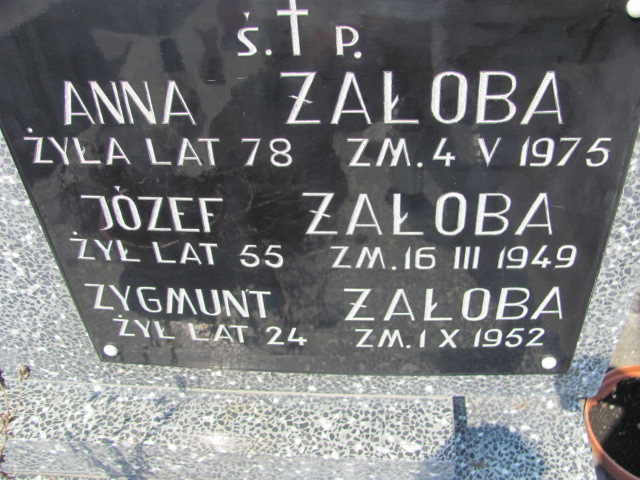 Ś. P.
ANNA ZAŁOBA
ŻYŁA LAT 78 ZM. 4 V 1975
JÓZEF ZAŁOBA
ŻYŁ LAT 55 ZM. 16 III 1949
ZYGMUNT ZAŁOBA
ŻYŁ LAT 24 ZM. 1 X 1952